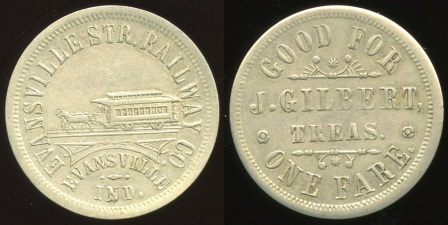 EVANSVILLE STR. RAILWAY CO
EVANSVILLE
IND.
GOOD FOR
J. GILBERT,
TREAS.
ONE FARE